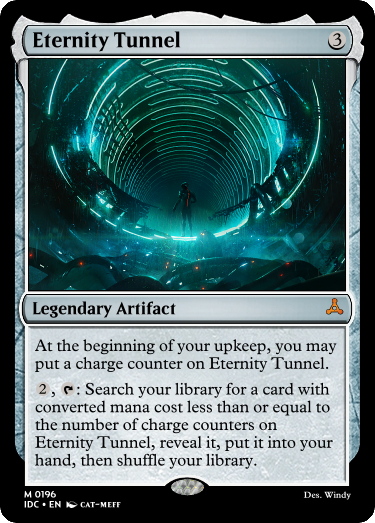 Eternity Tunnel 3
Legendary Artifact
At the beginning of your upkeep, you may
put a charge counter on Eternity Tunnel.
2 , : Search your library for a card with
converted mana cost less than or equal to
the number of charge counters on
Eternity Tunnel, reveal it, put it into your
hand, then shuffle your library.
M 0196
IDC • EN CAT-MEFF
Des. Windy